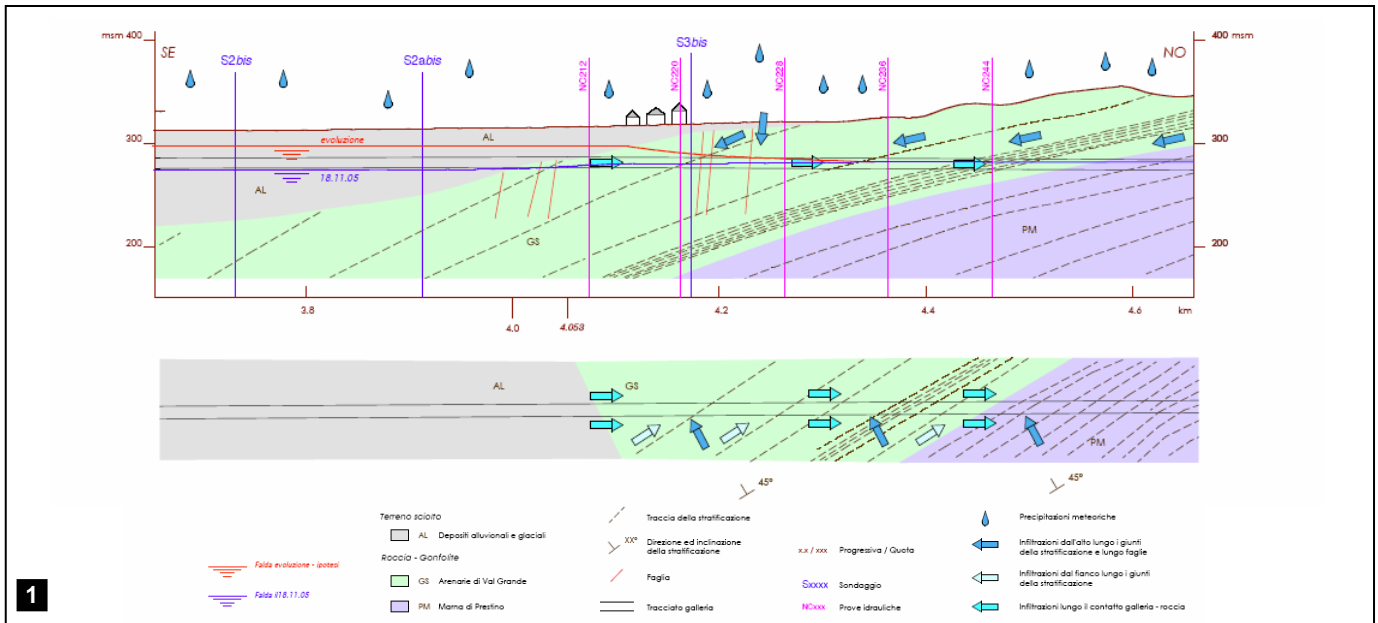 msm 400
SE
S2bis
S2abis
S3bis
NC212
NC220
NC228
NC236
NC244
NO
400 msm
300
evoluzione
AL
300
18.11.05
AL
GS
PM
200
200
3.8
4.0
4.058
4.2
4.4
4.6
km
AL
GS
PM
45°
45°
Terreno sciolto
AL Depositi alluvionali e glaciali
Roccia - Gonfolite
GS Arenarie di Val Grande
PM Marna di Prestino
Falda evoluzione - ipotesi
Falda il 18.11.05
Traccia della stratificazione
XX° Direzione ed inclinazione
della stratificazione
Faglia
Tracciato galleria
x.x / xxx Progressiva / Quota
Sxxxx Sondaggio
NCxxx Prove idrauliche
Precipitazioni meteoriche
Infiltrazioni dall'alto lungo i giunti
della stratificazione e lungo faglie
Infiltrazioni dal fianco lungo i giunti
della stratificazione
Infiltrazioni lungo il contatto galleria - roccia
1